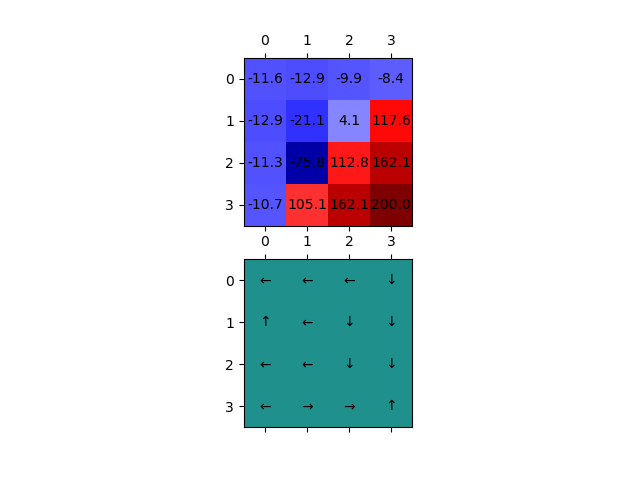 0 1 2 3
0 -11.6 -12.9 -9.9 -8.4
1 -12.9 -21.1 4.1 117.6
2 -11.3 112.8 162.1
3 -10.7 105.1 162.1 200.0
0 1 2 3
0 ← ← ← ↓
1 ↑ ← ↓ ↓
2 ← ← ↓ ↓
3 ← → → ↑